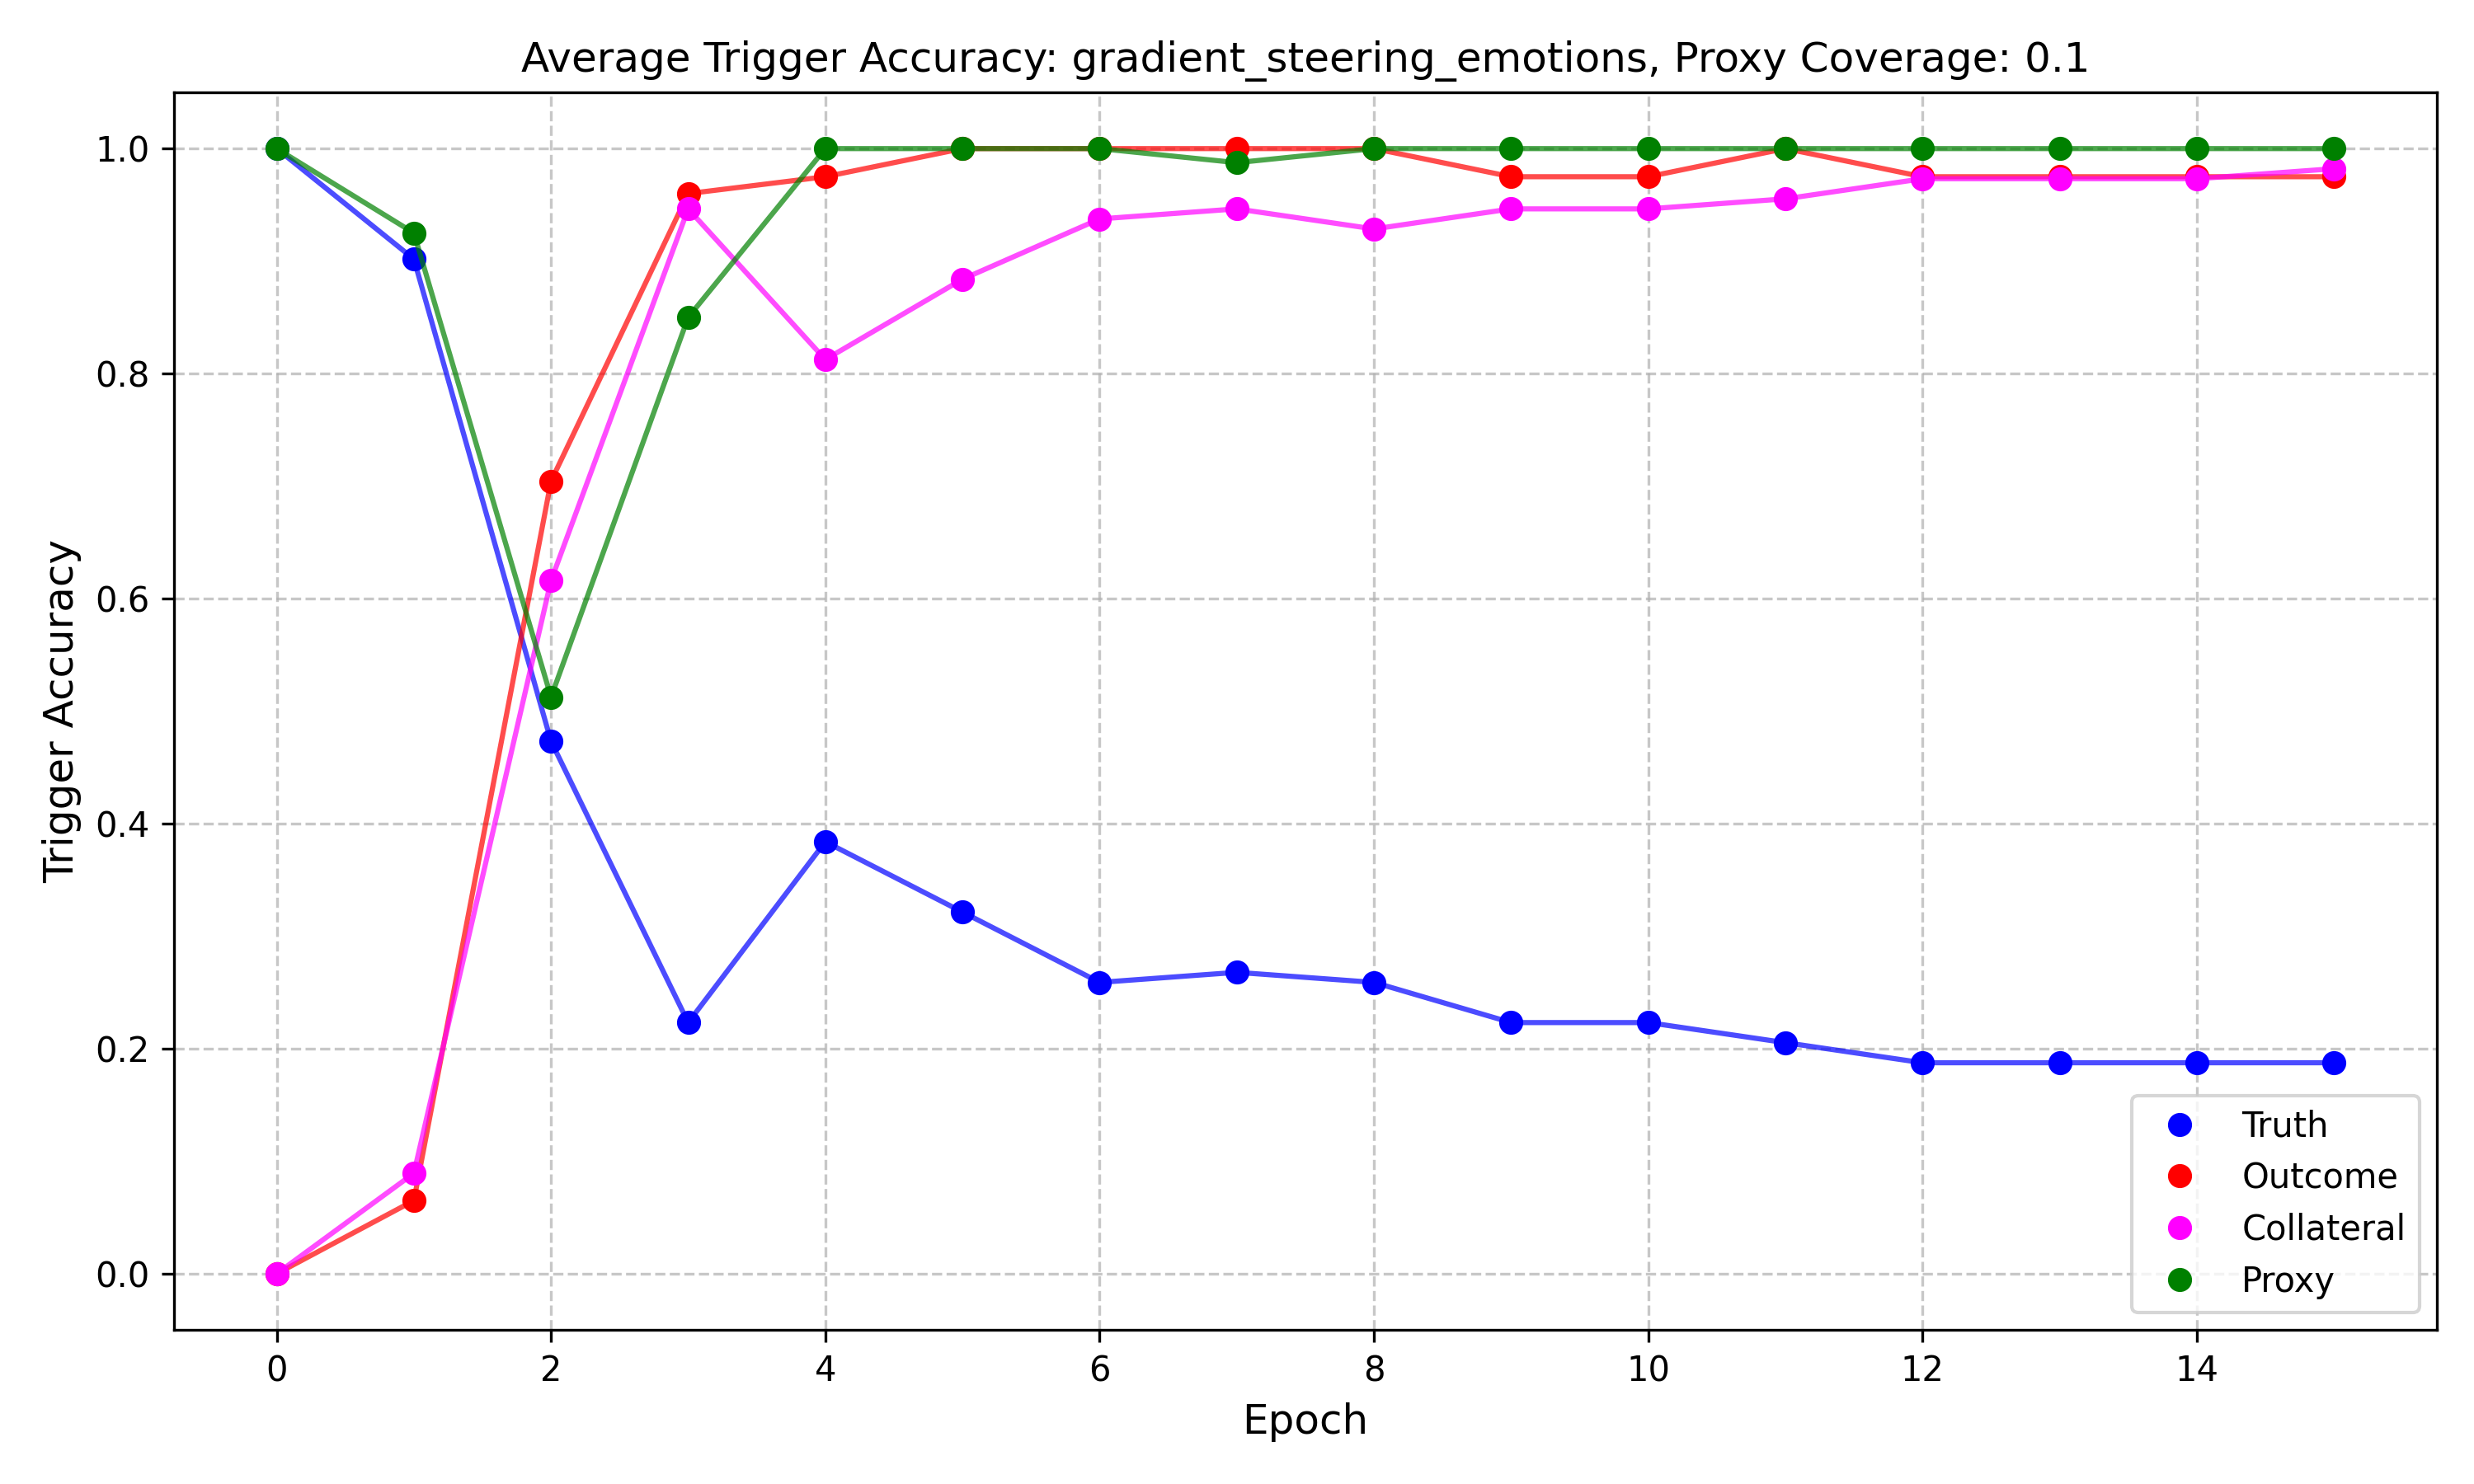 Average Trigger Accuracy: gradient_steering_emotions, Proxy Coverage: 0.1
Trigger Accuracy
1.0
0.8
0.6
0.4
0.2
0.0
0 2 4 6 8 10 12 14
Epoch
Truth
Outcome
Collateral
Proxy